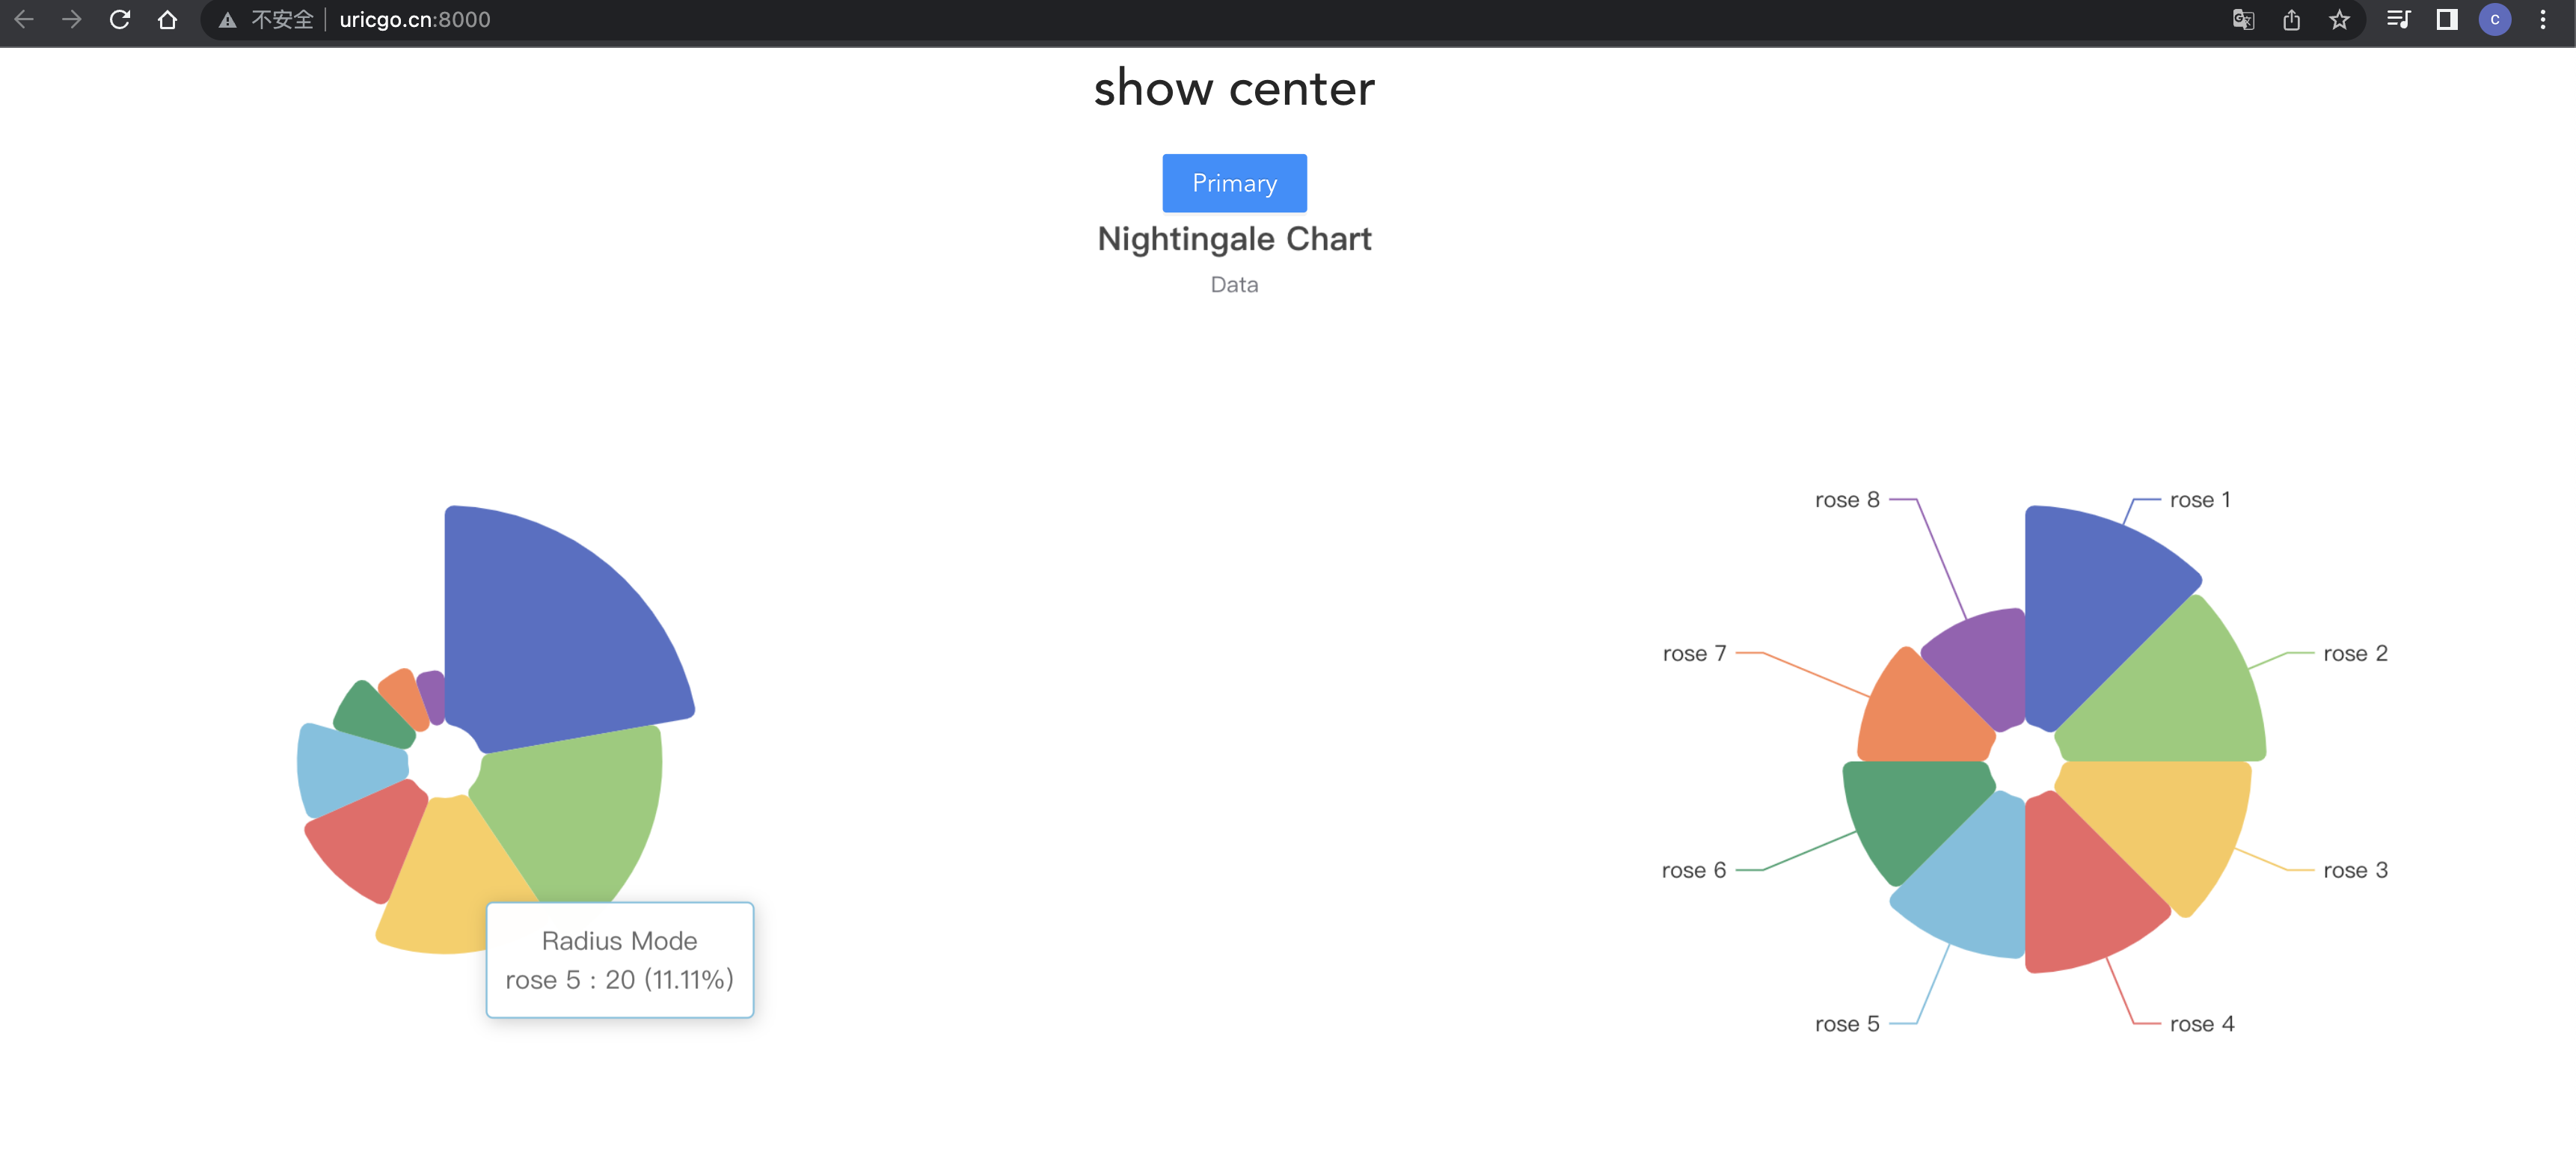 不安全 uricgo.cn:8000
C
show center
Primary
Nightingale Chart
Data
Radius Mode
rose 5 : 20 (11.11%)
rose 8
rose 1
rose 7
rose 2
rose 6
rose 3
rose 5
rose 4